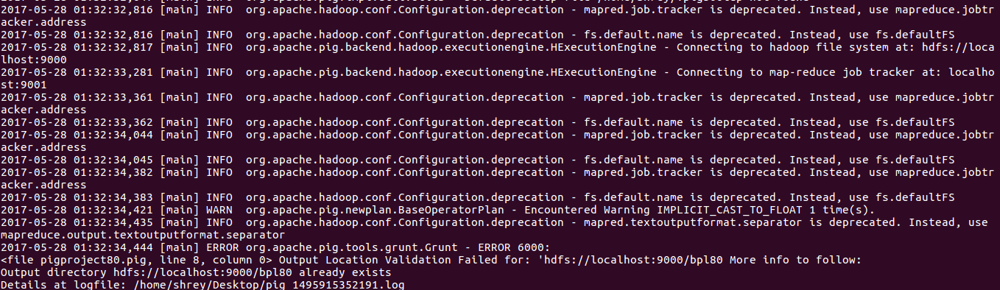 2017-05-28 01:32:32,816 [main] INFO  org.apache.hadoop.conf.Configuration.deprecation - mapred.job.tracker is deprecated. Instead, use mapreduce.jobtr
acker.address
2017-05-28 01:32:32,816 [main] INFO  org.apache.hadoop.conf.Configuration.deprecation - fs.default.name is deprecated. Instead, use fs.defaultFS
2017-05-28 01:32:32,817 [main] INFO  org.apache.pig.backend.hadoop.executionengine.HExecutionEngine - Connecting to hadoop file system at: hdfs://loca
lhost:9000
2017-05-28 01:32:33,281 [main] INFO  org.apache.pig.backend.hadoop.executionengine.HExecutionEngine - Connecting to map-reduce job tracker at: localho
st:9001
2017-05-28 01:32:33,361 [main] INFO  org.apache.hadoop.conf.Configuration.deprecation - mapred.job.tracker is deprecated. Instead, use mapreduce.jobtr
acker.address
2017-05-28 01:32:33,362 [main] INFO  org.apache.hadoop.conf.Configuration.deprecation - fs.default.name is deprecated. Instead, use fs.defaultFS
2017-05-28 01:32:34,044 [main] INFO  org.apache.hadoop.conf.Configuration.deprecation - mapred.job.tracker is deprecated. Instead, use mapreduce.jobtr
acker.address
2017-05-28 01:32:34,045 [main] INFO  org.apache.hadoop.conf.Configuration.deprecation - fs.default.name is deprecated. Instead, use fs.defaultFS
2017-05-28 01:32:34,382 [main] INFO  org.apache.hadoop.conf.Configuration.deprecation - mapred.job.tracker is deprecated. Instead, use mapreduce.jobtr
acker.address
2017-05-28 01:32:34,383 [main] INFO  org.apache.hadoop.conf.Configuration.deprecation - fs.default.name is deprecated. Instead, use fs.defaultFS
2017-05-28 01:32:34,421 [main] WARN  org.apache.pig.newplan.BaseOperatorPlan - Encountered Warning IMPLICIT_CAST_TO_FLOAT 1 time(s).
2017-05-28 01:32:34,435 [main] INFO  org.apache.hadoop.conf.Configuration.deprecation - mapred.textoutputformat.separator is deprecated. Instead, use
mapreduce.output.textoutputformat.separator
2017-05-28 01:32:34,444 [main] ERROR org.apache.pig.tools.grunt.Grunt - ERROR 6000:
<file pigproject80.pig, line 8, column 0> Output Location Validation Failed for: 'hdfs://localhost:9000/bpl80 More info to follow:
Output directory hdfs://localhost:9000/bpl80 already exists
Details at logfile: /home/shrey/Desktop/pig_1495915352191.log